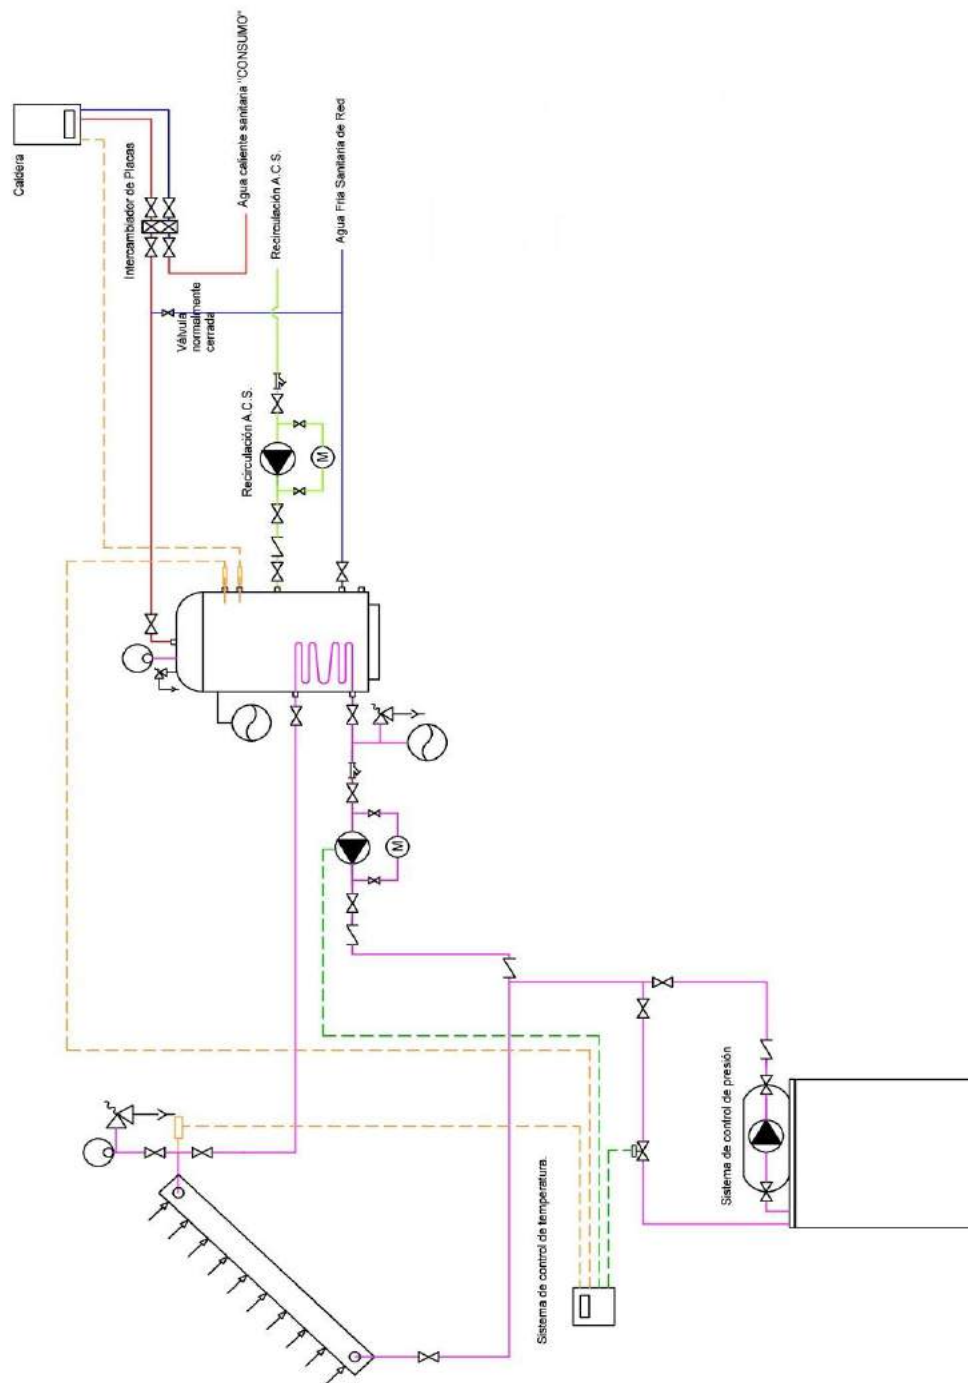 Caldera
Intercambiador de Placas
Agua caliente sanitaria "CONSUMO"
Recirculación A.C.S.
Agua Fría Sanitaria de Red
Válvula
normalmente
cerrada
Recirculación A.C.S.
M
M
Sistema de control de temperatura.
Sistema de control de presión